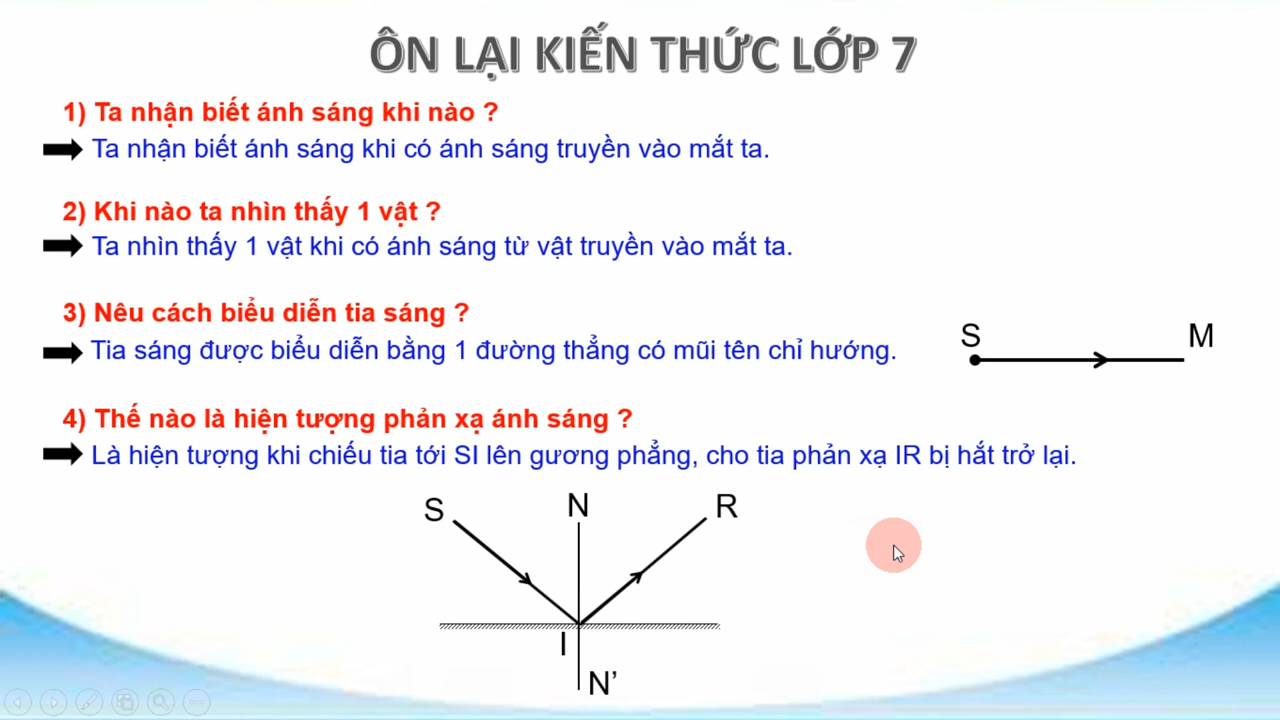 ÔN LẠI KIẾN THỨC LỚP 7
1) Ta nhận biết ánh sáng khi nào ?
Ta nhận biết ánh sáng khi có ánh sáng truyền vào mắt ta.
2) Khi nào ta nhìn thấy 1 vật ?
Ta nhìn thấy 1 vật khi có ánh sáng từ vật truyền vào mắt ta.
3) Nêu cách biểu diễn tia sáng ?
Tia sáng được biểu diễn bằng 1 đường thẳng có mũi tên chỉ hướng.
S M
4) Thế nào là hiện tượng phản xạ ánh sáng ?
Là hiện tượng khi chiếu tia tới SI lên gương phẳng, cho tia phản xạ IR bị hắt trở lại.
S N R
I
N’